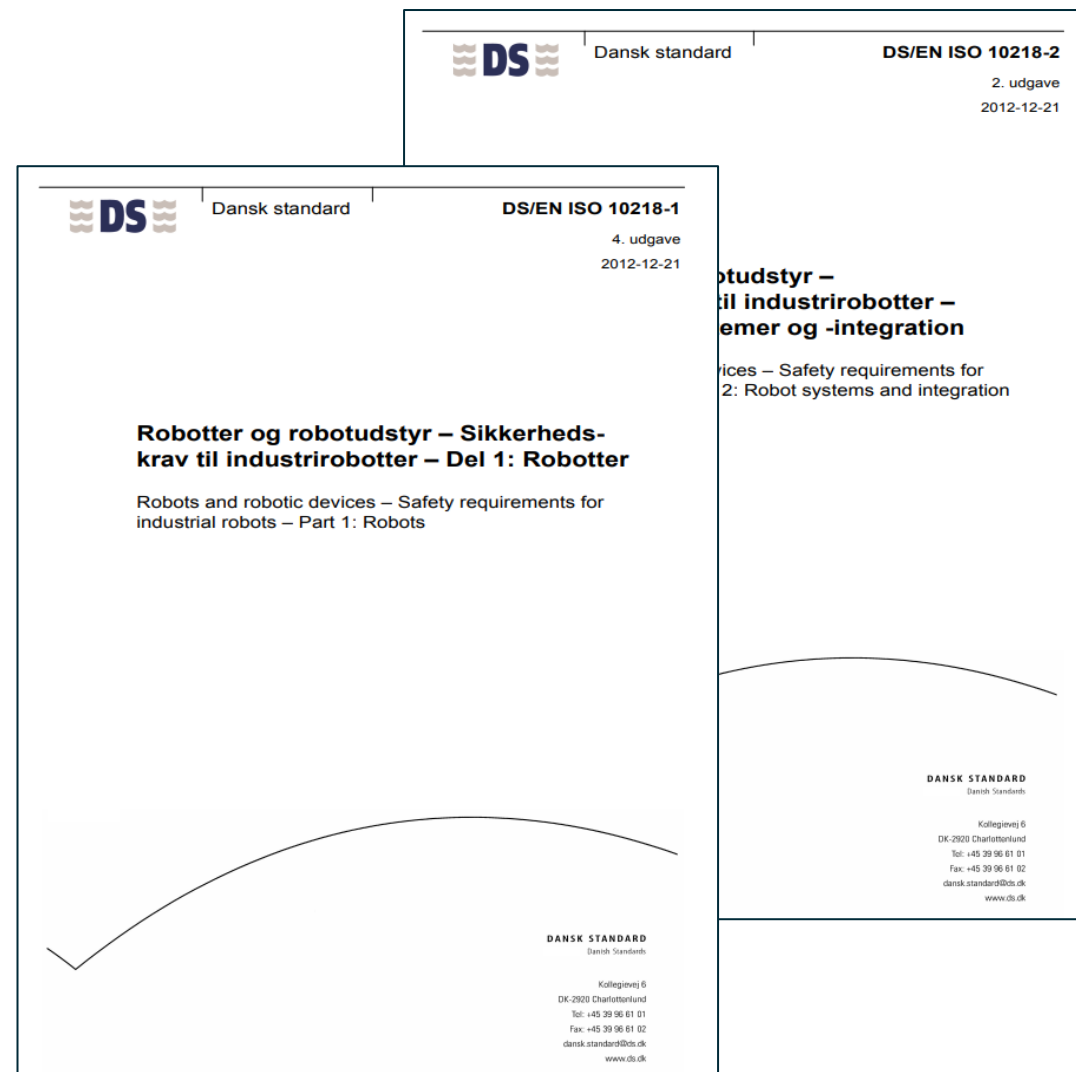 DS
Dansk standard
DS/EN ISO 10218-2
2. udgave
2012-12-21
otudstyr –
til industrirobotter –
emer og -integration
ices – Safety requirements for
2: Robot systems and integration
DANSK STANDARD
Danish Standards
Kollegievej 6
DK-2920 Charlottenlund
Tel: +45 39 96 61 01
Fax: +45 39 96 61 02
dansk.standard@ds.dk
www.ds.dk
DS
Dansk standard
DS/EN ISO 10218-1
4. udgave
2012-12-21
Robotter og robotudstyr – Sikkerheds-
krav til industrirobotter – Del 1: Robotter
Robots and robotic devices – Safety requirements for
industrial robots – Part 1: Robots
DANSK STANDARD
Danish Standards
Kollegievej 6
DK-2920 Charlottenlund
Tel: +45 39 96 61 01
Fax: +45 39 96 61 02
dansk.standard@ds.dk
www.ds.dk